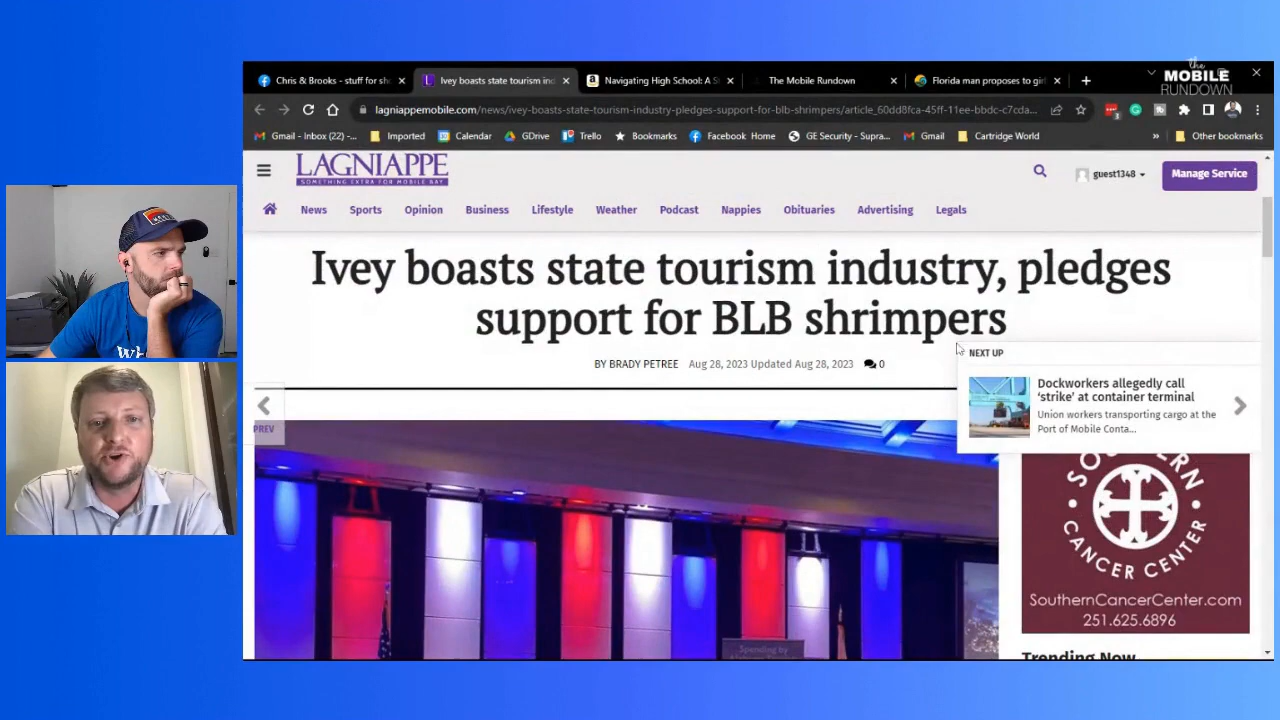 the
MOBILE
RUNDOWN
Chris & Brooks - stuff for sh
Ivey boasts state tourism ind
Navigating High School: A S
The Mobile Rundown
Florida man proposes to girl
lagniappemobile.com/news/ivey-boasts-state-tourism-industry-pledges-support-for-blb-shrimpers/article_60dd8fca-45ff-11ee-bbdc-c7cda...
Gmail - Inbox (22) -... Imported Calendar GDrive Trello Bookmarks Facebook Home GE Security - Supra... Gmail Cartridge World » Other bookmarks
LAGNIAPPE
SOMETHING EXTRA FOR MOBILE BAY
guest1348
Manage Service
News Sports Opinion Business Lifestyle Weather Podcast Nappies Obituaries Advertising Legals
Ivey boasts state tourism industry, pledges
support for BLB shrimpers
BY BRADY PETREE Aug 28, 2023 Updated Aug 28, 2023 0
NEXT UP
Dockworkers allegedly call
‘strike’ at container terminal
Union workers transporting cargo at the
Port of Mobile Conta...
PREV
SOUTHERN
CANCER CENTER
SouthernCancerCenter.com
251.625.6896
Spending by
Trending Now